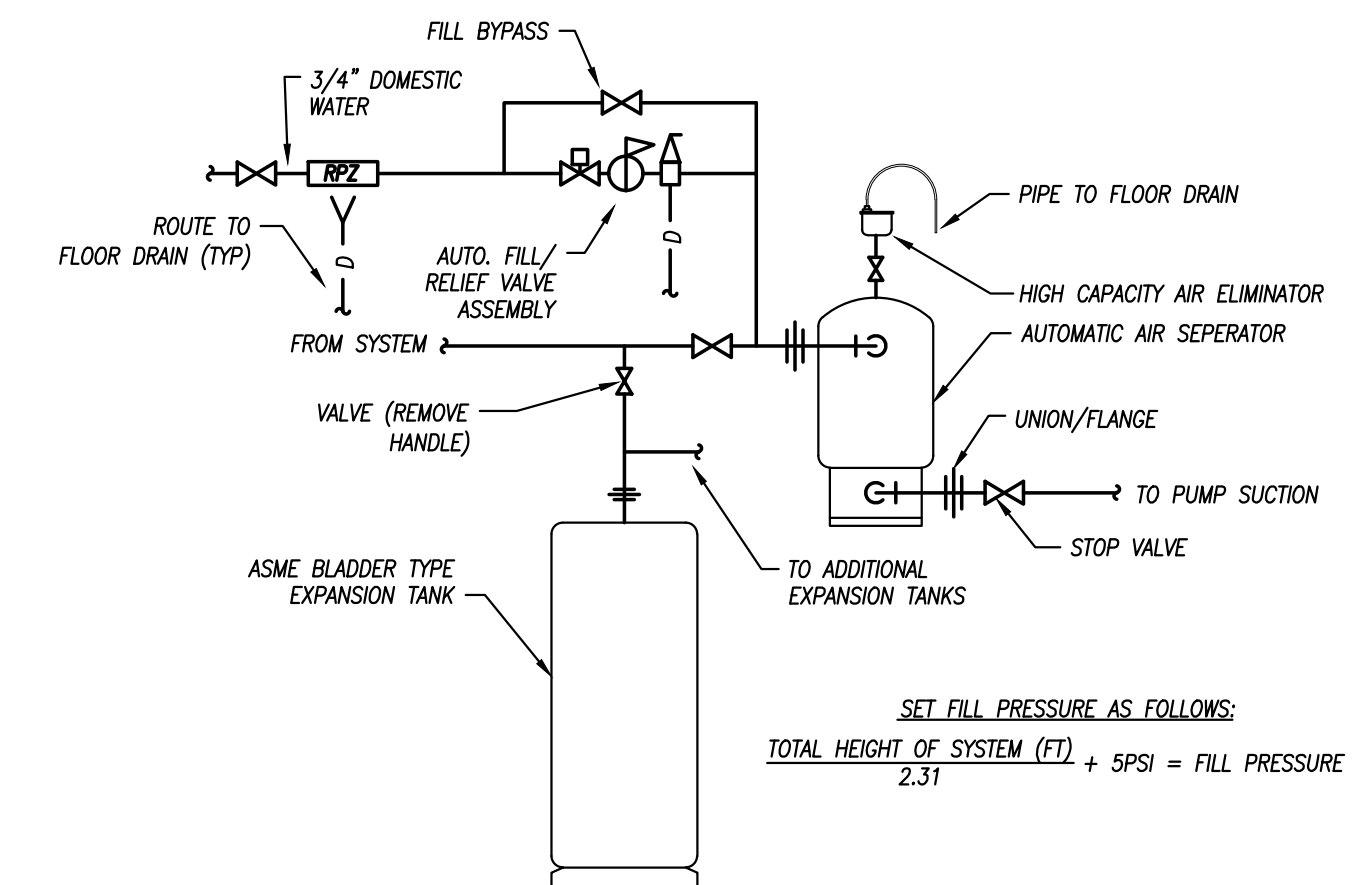 FILL BYPASS
3/4" DOMESTIC
WATER
RPZ
ROUTE TO
FLOOR DRAIN (TYP)
D
AUTO. FILL/
RELIEF VALVE
ASSEMBLY
D
PIPE TO FLOOR DRAIN
HIGH CAPACITY AIR ELIMINATOR
AUTOMATIC AIR SEPERATOR
FROM SYSTEM
VALVE (REMOVE
HANDLE)
UNION/FLANGE
TO PUMP SUCTION
STOP VALVE
ASME BLADDER TYPE
EXPANSION TANK
TO ADDITIONAL
EXPANSION TANKS
SET FILL PRESSURE AS FOLLOWS:
TOTAL HEIGHT OF SYSTEM (FT)
2.31
+ 5PSI = FILL PRESSURE